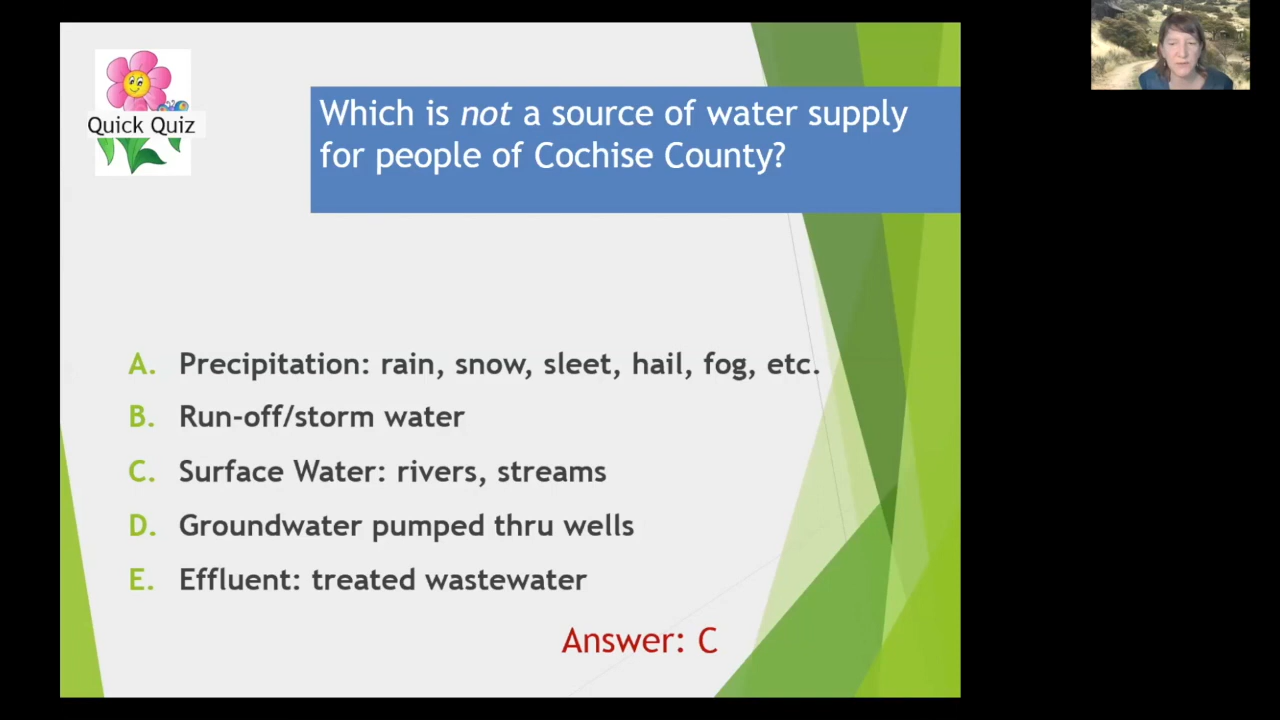 Quick Quiz
Which is not a source of water supply
for people of Cochise County?
A. Precipitation: rain, snow, sleet, hail, fog, etc.
B. Run-off/storm water
C. Surface Water: rivers, streams
D. Groundwater pumped thru wells
E. Effluent: treated wastewater
Answer: C